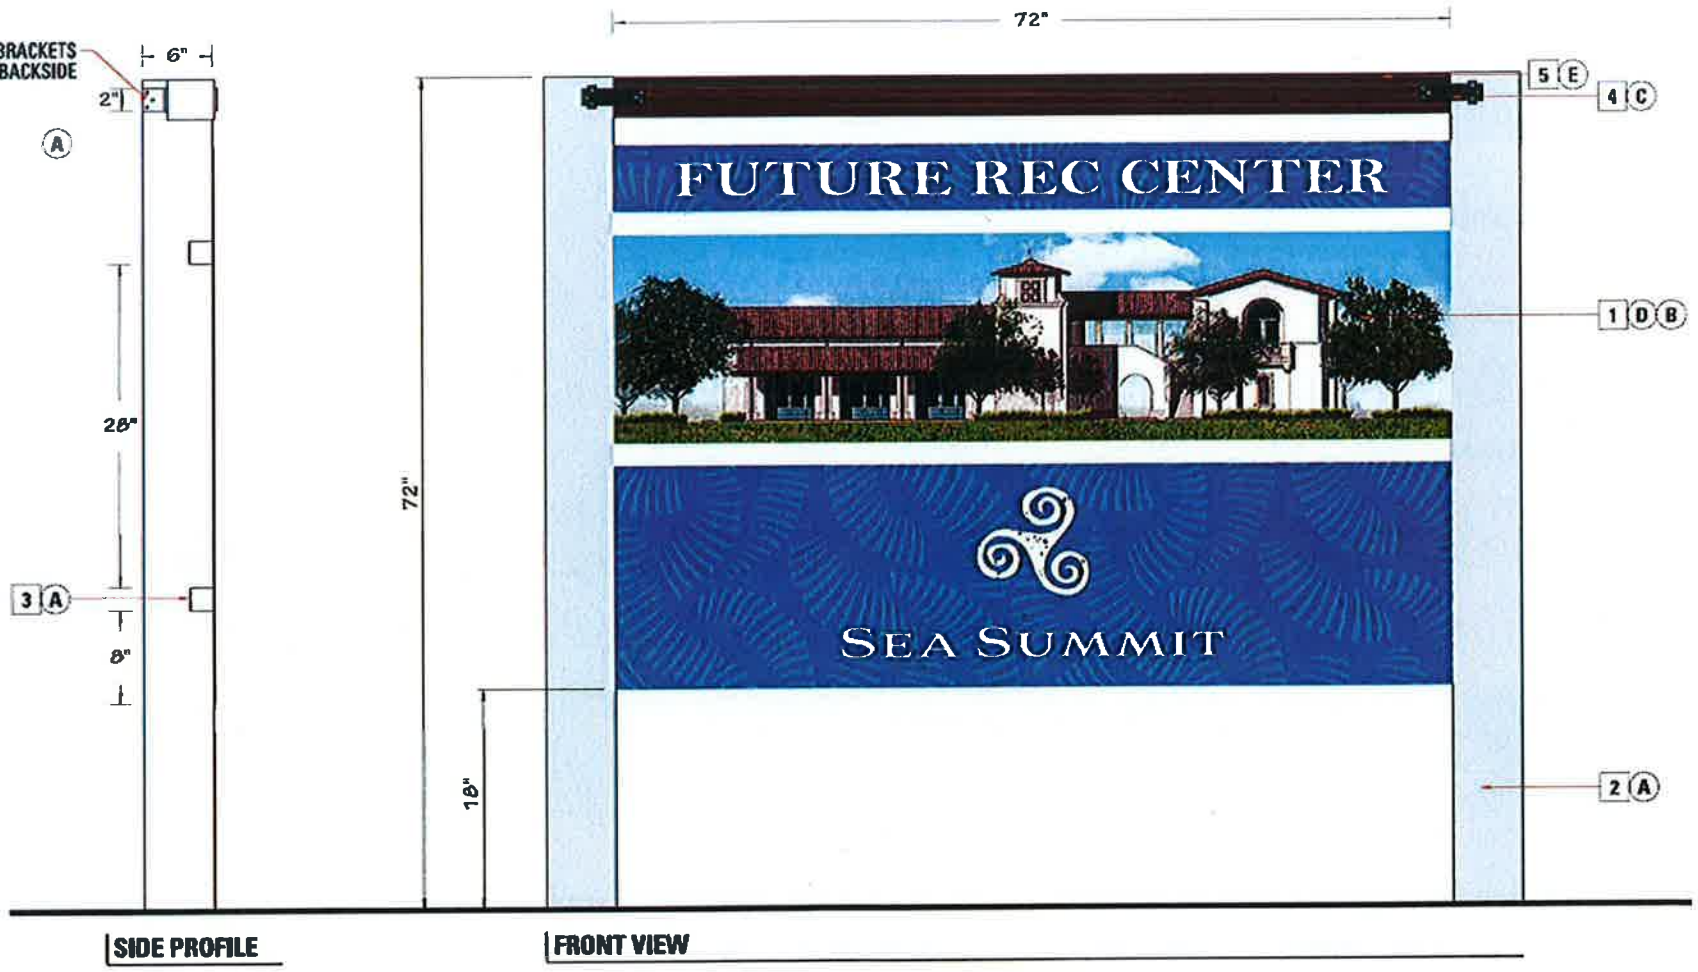 72"
BRACKETS
BACKSIDE
6"
2"
A
5 E
4 C
FUTURE REC CENTER
1 D B
28"
72"
3 A
8"
SEA SUMMIT
18"
2 A
SIDE PROFILE
FRONT VIEW